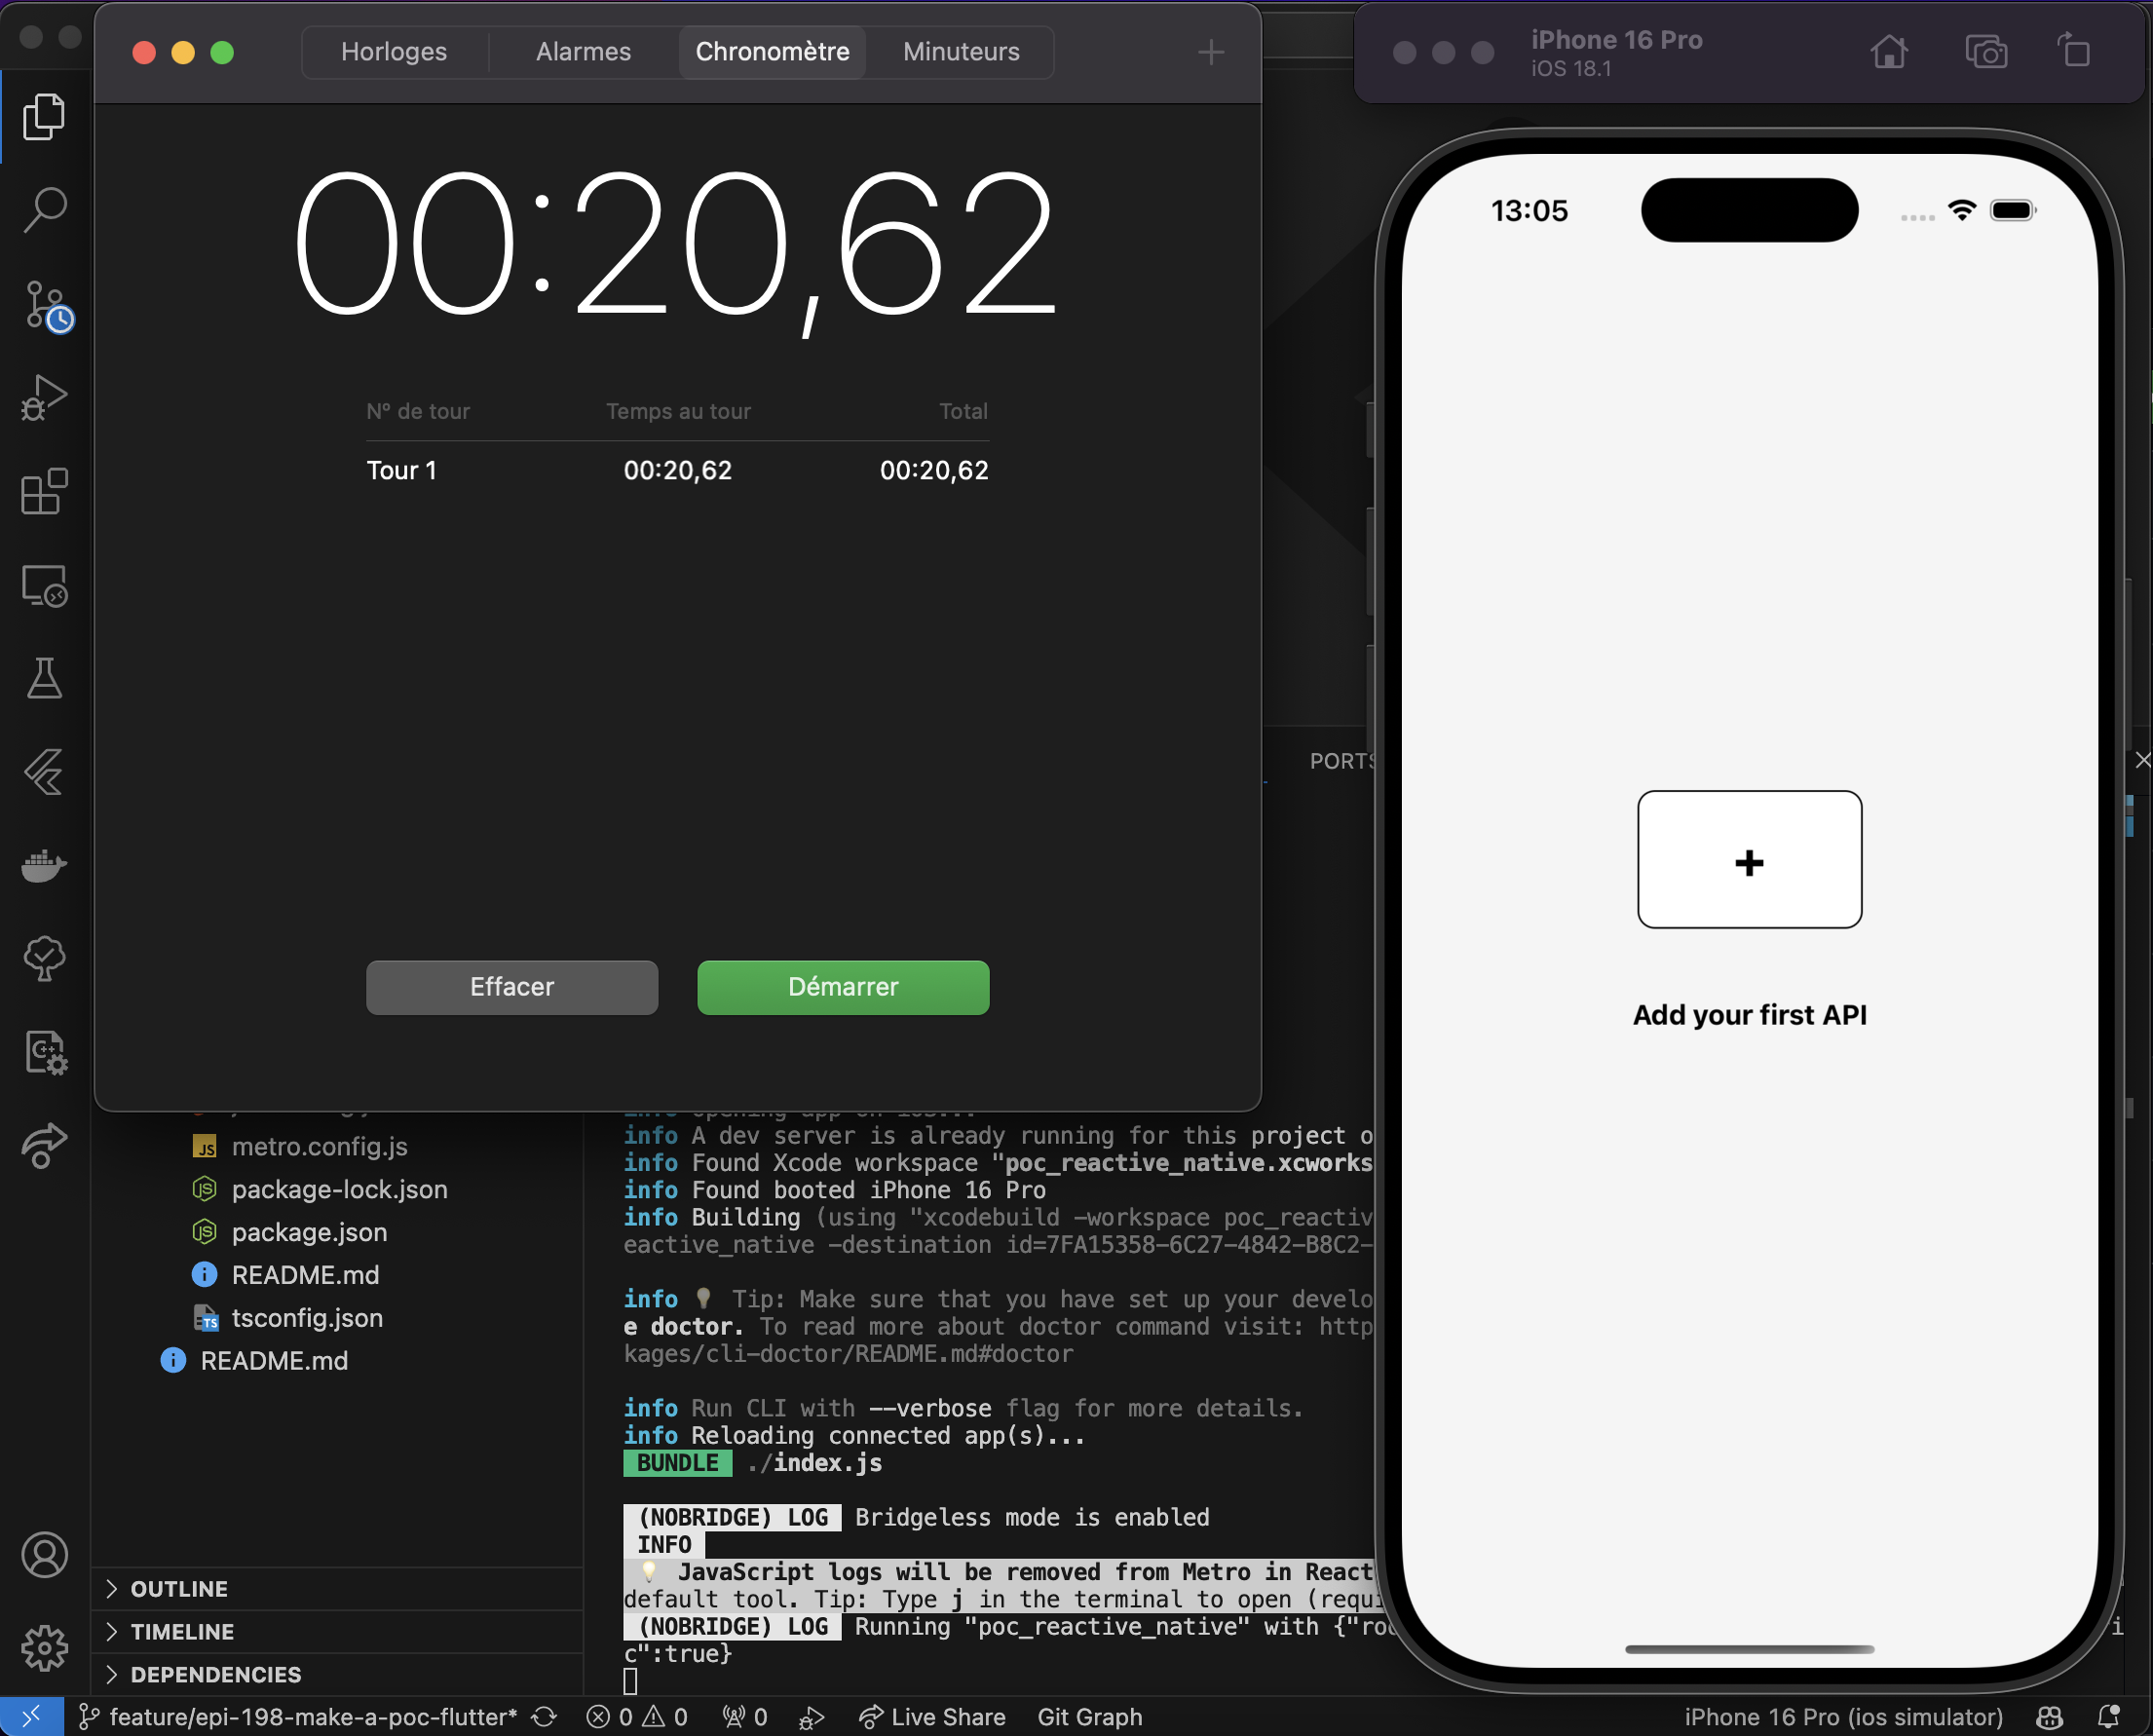 Horloges
Alarmes
Chronomètre
Minuteurs
00:20,62
N° de tour
Temps au tour
Total
Tour 1
00:20,62
00:20,62
Effacer
Démarrer
iPhone 16 Pro
iOS 18.1
13:05
+
Add your first API
PORTS
metro.config.js
package-lock.json
package.json
README.md
tsconfig.json
README.md
OUTLINE
TIMELINE
DEPENDENCIES
info A dev server is already running for this project o
info Found Xcode workspace "poc_reactive_native.xcworks
info Found booted iPhone 16 Pro
info Building (using "xcodebuild -workspace poc_reactiv
eactive_native -destination id=7FA15358-6C27-4842-B8C2-
info 💡 Tip: Make sure that you have set up your develo
e doctor. To read more about doctor command visit: http
kages/cli-doctor/README.md#doctor
info Run CLI with --verbose flag for more details.
info Reloading connected app(s)...
BUNDLE ./index.js
(NOBRIDGE) LOG Bridgeless mode is enabled
INFO
💡 JavaScript logs will be removed from Metro in React
default tool. Tip: Type j in the terminal to open (requi
(NOBRIDGE) LOG Running "poc_reactive_native" with {"roo
c":true}
feature/epi-198-make-a-poc-flutter*
0
0
0
Live Share
Git Graph
iPhone 16 Pro (ios simulator)